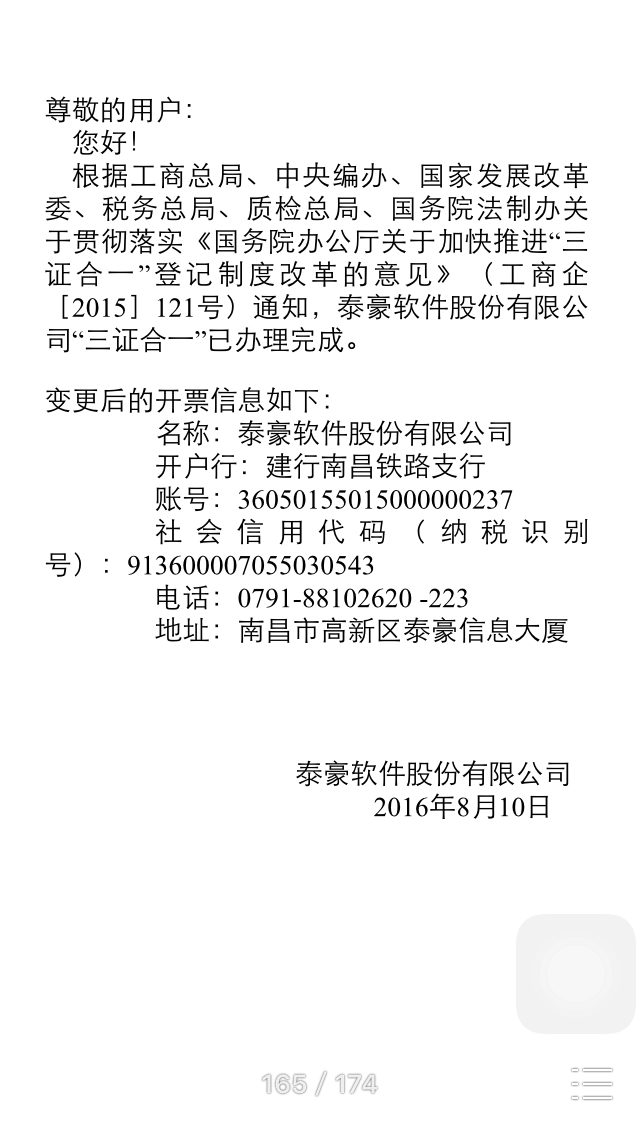 尊敬的用户：
您好！
根据工商总局、中央编办、国家发展改革
委、税务总局、质检总局、国务院法制办关
于贯彻落实《国务院办公厅关于加快推进“三
证合一”登记制度改革的意见》（工商企
［2015］121号）通知，泰豪软件股份有限公
司“三证合一”已办理完成。
变更后的开票信息如下：
名称：泰豪软件股份有限公司
开户行：建行南昌铁路支行
账号：36050155015000000237
社会信用代码（纳税识别
号）：913600007055030543
电话：0791-88102620 -223
地址：南昌市高新区泰豪信息大厦
泰豪软件股份有限公司
2016年8月10日
165 / 174